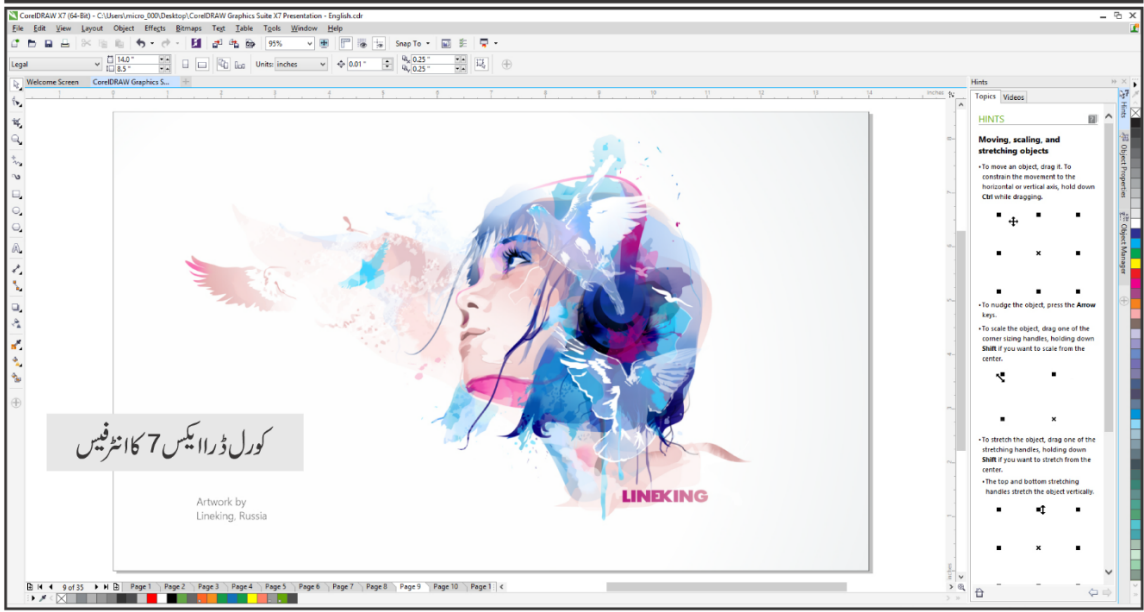 CorelDRAW X7 (64-Bit) - C:\Users\micro_000\Desktop\CorelDRAW Graphics Suite X7 Presentation - English.cdr
File Edit View Layout Object Effects Bitmaps Text Table Tools Window Help
95% Snap To
Legal 14.0 " 8.5 " Units: inches 0.01 " 0.25 " 0.25 "
Welcome Screen CorelDRAW Graphics S...
Hints
Topics Videos
HINTS
Moving, scaling, and
stretching objects
•To move an object, drag it. To
constrain the movement to the
horizontal or vertical axis, hold down
Ctrl while dragging.
•To nudge the object, press the Arrow
keys.
•To scale the object, drag one of the
corner sizing handles, holding down
Shift if you want to scale from the
center.
•To stretch the object, drag one of the
stretching handles, holding down
Shift if you want to stretch from the
center.
•The top and bottom stretching
handles stretch the object vertically.
Hints
Object Properties
Object Manager
کورل ڈرا ایکس 7 کا انٹرفیس
LINEKING
Artwork by
Lineking, Russia
9 of 35 Page 1 Page 2 Page 3 Page 4 Page 5 Page 6 Page 7 Page 8 Page 9 Page 10 Page 1